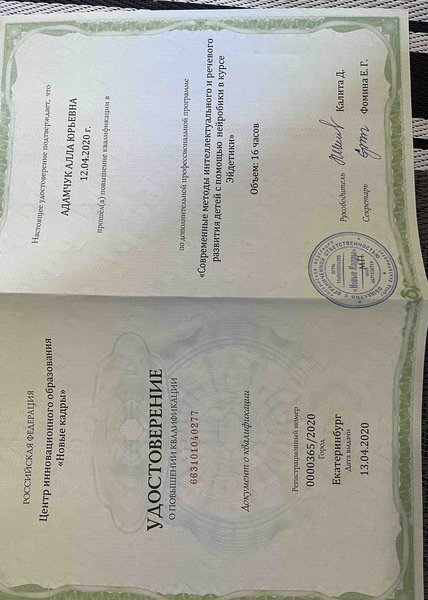 РОССИЙСКАЯ ФЕДЕРАЦИЯ
Центр инновационного образования
«Новые кадры»
УДОСТОВЕРЕНИЕ
О ПОВЫШЕНИИ КВАЛИФИКАЦИИ
663101040277
Документ о квалификации
Регистрационный номер
0000365/2020
Город
Екатеринбург
Дата выдачи
13.04.2020
Настоящее удостоверение подтверждает, что
АДАМЧУК АЛЛА ЮРЬЕВНА
12.04.2020 г.
прошёл(а) повышение квалификации в
по дополнительной профессиональной программе
«Современные методы интеллектуального и речевого
развития детей с помощью нейробики в курсе
Эйдетики»
Объем: 16 часов
Руководитель Калита Д.
Секретарь Фомина Е.Г.
«Новые Кадры»